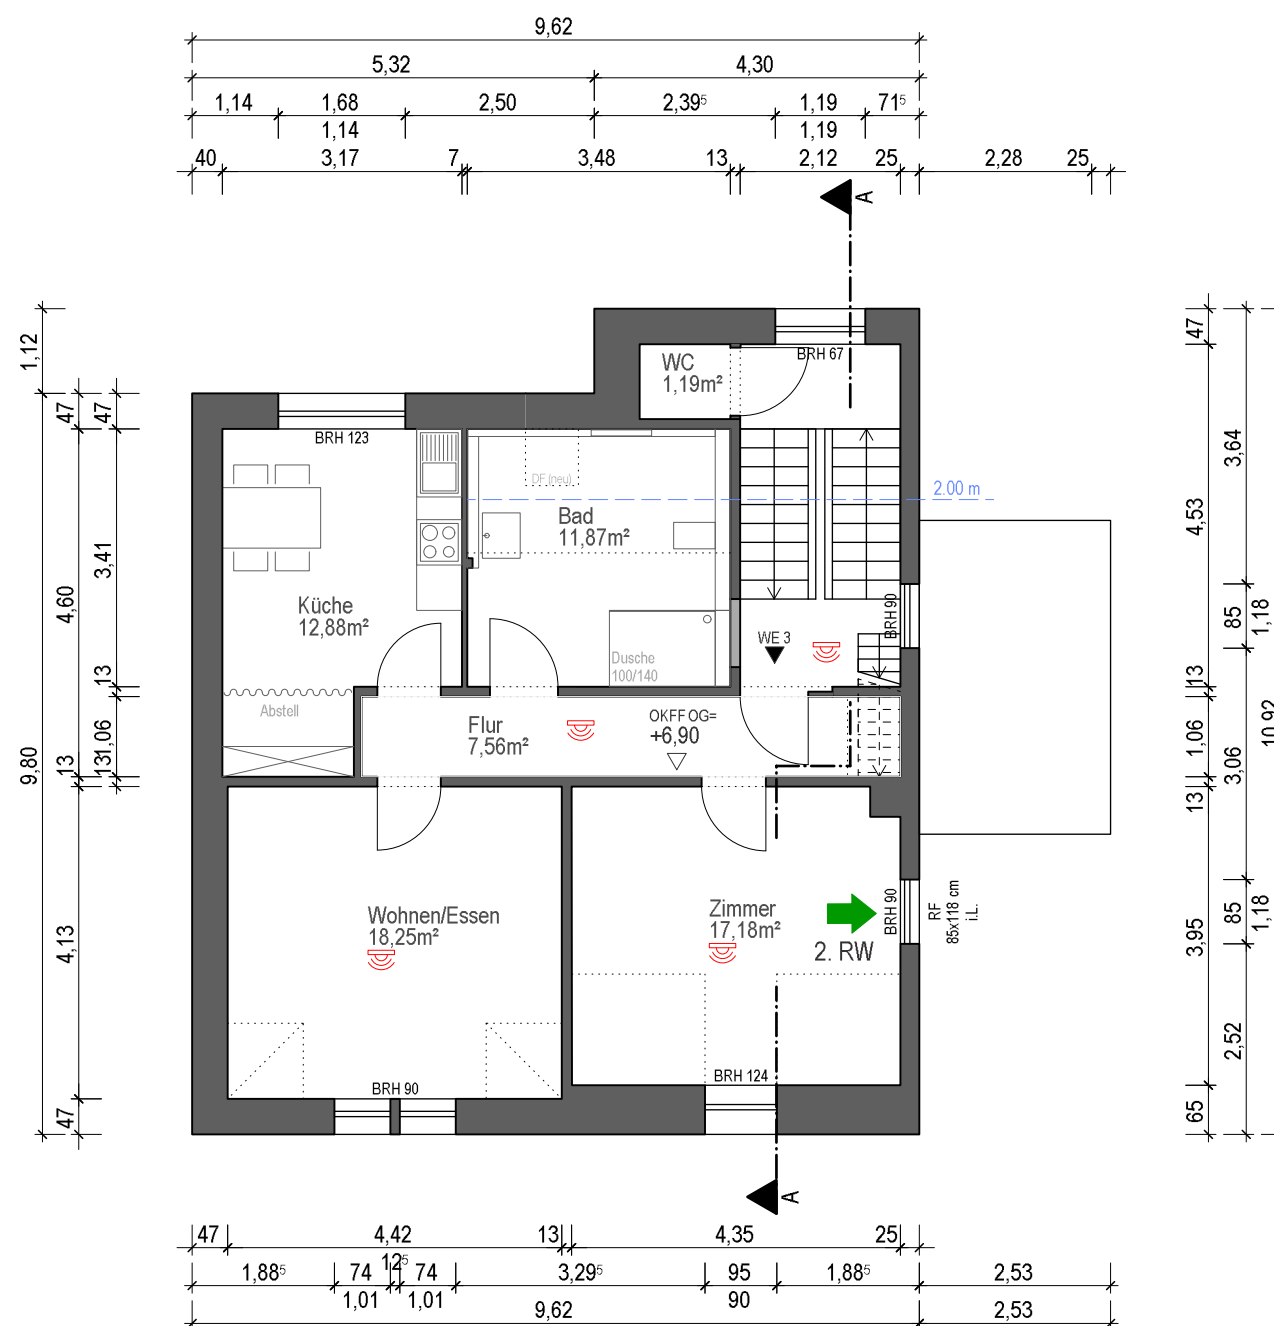 9,62
5,32 4,30
1,14 1,68 2,50 2,39⁵ 1,19 71⁵
1,14 1,19
40 3,17 7 3,48 13 2,12 25 2,28 25
A
1,12
47
47
4,60
3,41
13
1,06
13
13
9,80
4,13
47
BRH 67
WC
1,19m²
BRH 123
DF (neu)
2.00 m
Bad
11,87m²
Küche
12,88m²
BRH 90
WE 3
Dusche
100/140
Abstell
Flur
7,56m²
OKFF OG=
+6,90
Wohnen/Essen
18,25m²
Zimmer
17,18m²
2. RW
BRH 90
RF
85x118 cm
i.L.
BRH 90
BRH 124
A
47
4,53
13
1,06
13
3,95
65
3,64
85
1,18
3,06
85
1,18
2,52
10,92
47 4,42 13 4,35 25
1,88⁵ 74 12⁵ 74 3,29⁵ 95 1,88⁵ 2,53
1,01 1,01 90
9,62 2,53